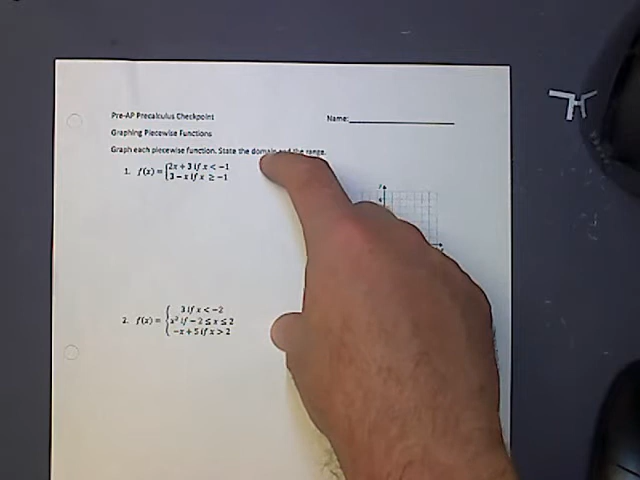 Pre-AP Precalculus Checkpoint
Name:
Graphing Piecewise Functions
Graph each piecewise function. State the domain and the range.
1. f(x) = {2x + 3 if x < −1
3 − x if x ≥ −1
2. f(x) = { 3 if x < −2
x² if − 2 ≤ x ≤ 2
−x + 5 if x > 2